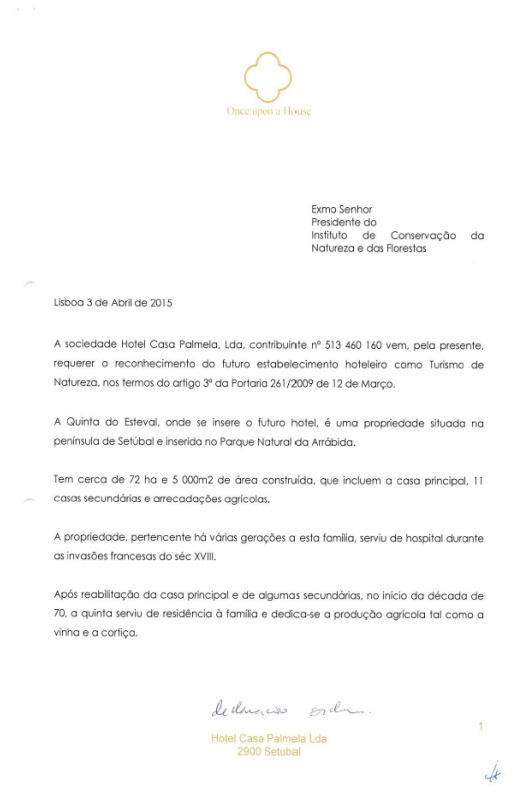 Once upon a House
Exmo Senhor
Presidente do
Instituto de Conservação da
Natureza e das Florestas
Lisboa 3 de Abril de 2015
A sociedade Hotel Casa Palmela, Lda, contribuinte nº 513 460 160 vem, pela presente,
requerer o reconhecimento do futuro estabelecimento hoteleiro como Turismo de
Natureza, nos termos do artigo 3º da Portaria 261/2009 de 12 de Março.
A Quinta do Esteval, onde se insere o futuro hotel, é uma propriedade situada na
península de Setúbal e inserida no Parque Natural da Arrábida.
Tem cerca de 72 ha e 5 000m2 de área construída, que incluem a casa principal, 11
casas secundárias e arrecadações agrícolas.
A propriedade, pertencente há várias gerações a esta família, serviu de hospital durante
as invasões francesas do séc XVIII.
Após reabilitação da casa principal e de algumas secundárias, no início da década de
70, a quinta serviu de residência à família e dedica-se a produção agrícola tal como a
vinha e a cortiça.
Hotel Casa Palmela Lda
2900 Setubal
1